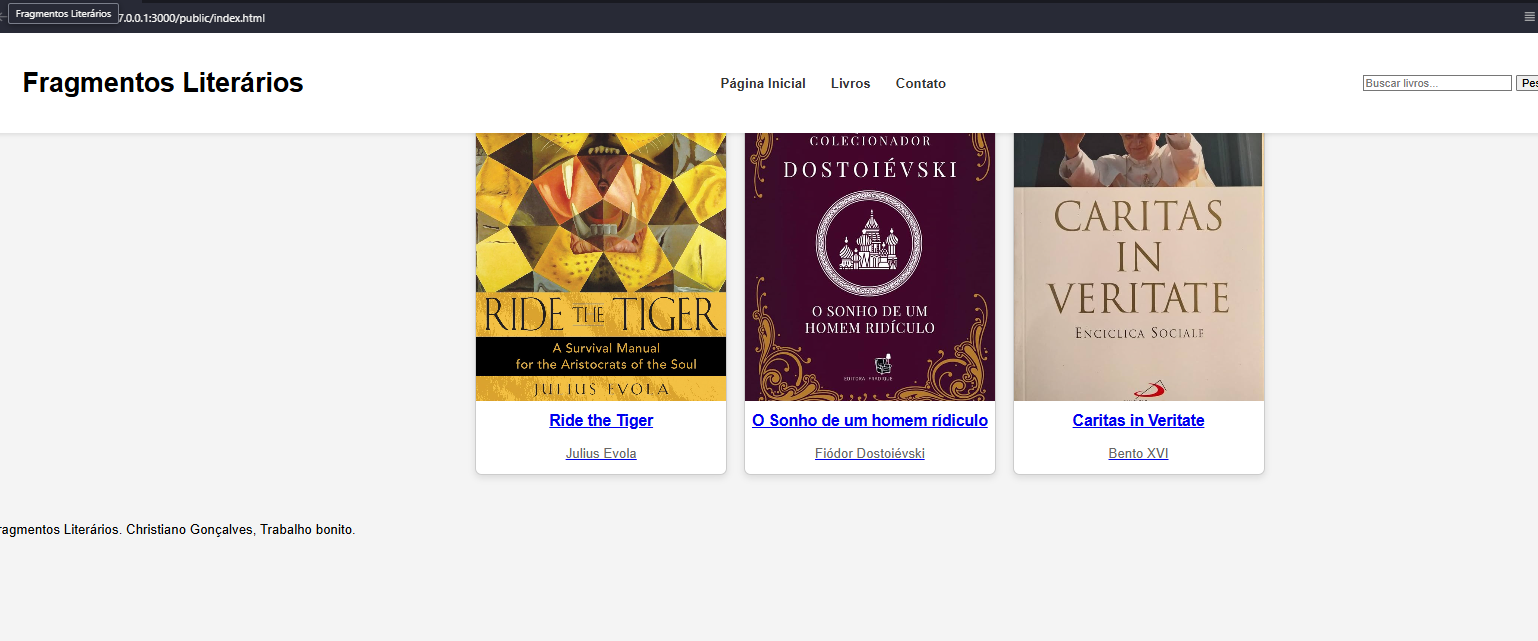 Fragmentos Literários
7.0.0.1:3000/public/index.html
Fragmentos Literários
Página Inicial
Livros
Contato
Buscar livros...
Pes
RIDE THE TIGER
A Survival Manual
for the Aristocrats of the Soul
JULIUS EVOLA
Ride the Tiger
Julius Evola
COLECIONADOR
DOSTOIÉVSKI
O SONHO DE UM
HOMEM RIDÍCULO
O Sonho de um homem rídiculo
Fiódor Dostoiévski
CARITAS
IN
VERITATE
ENCICLICA SOCIALE
Caritas in Veritate
Bento XVI
ragmentos Literários. Christiano Gonçalves, Trabalho bonito.